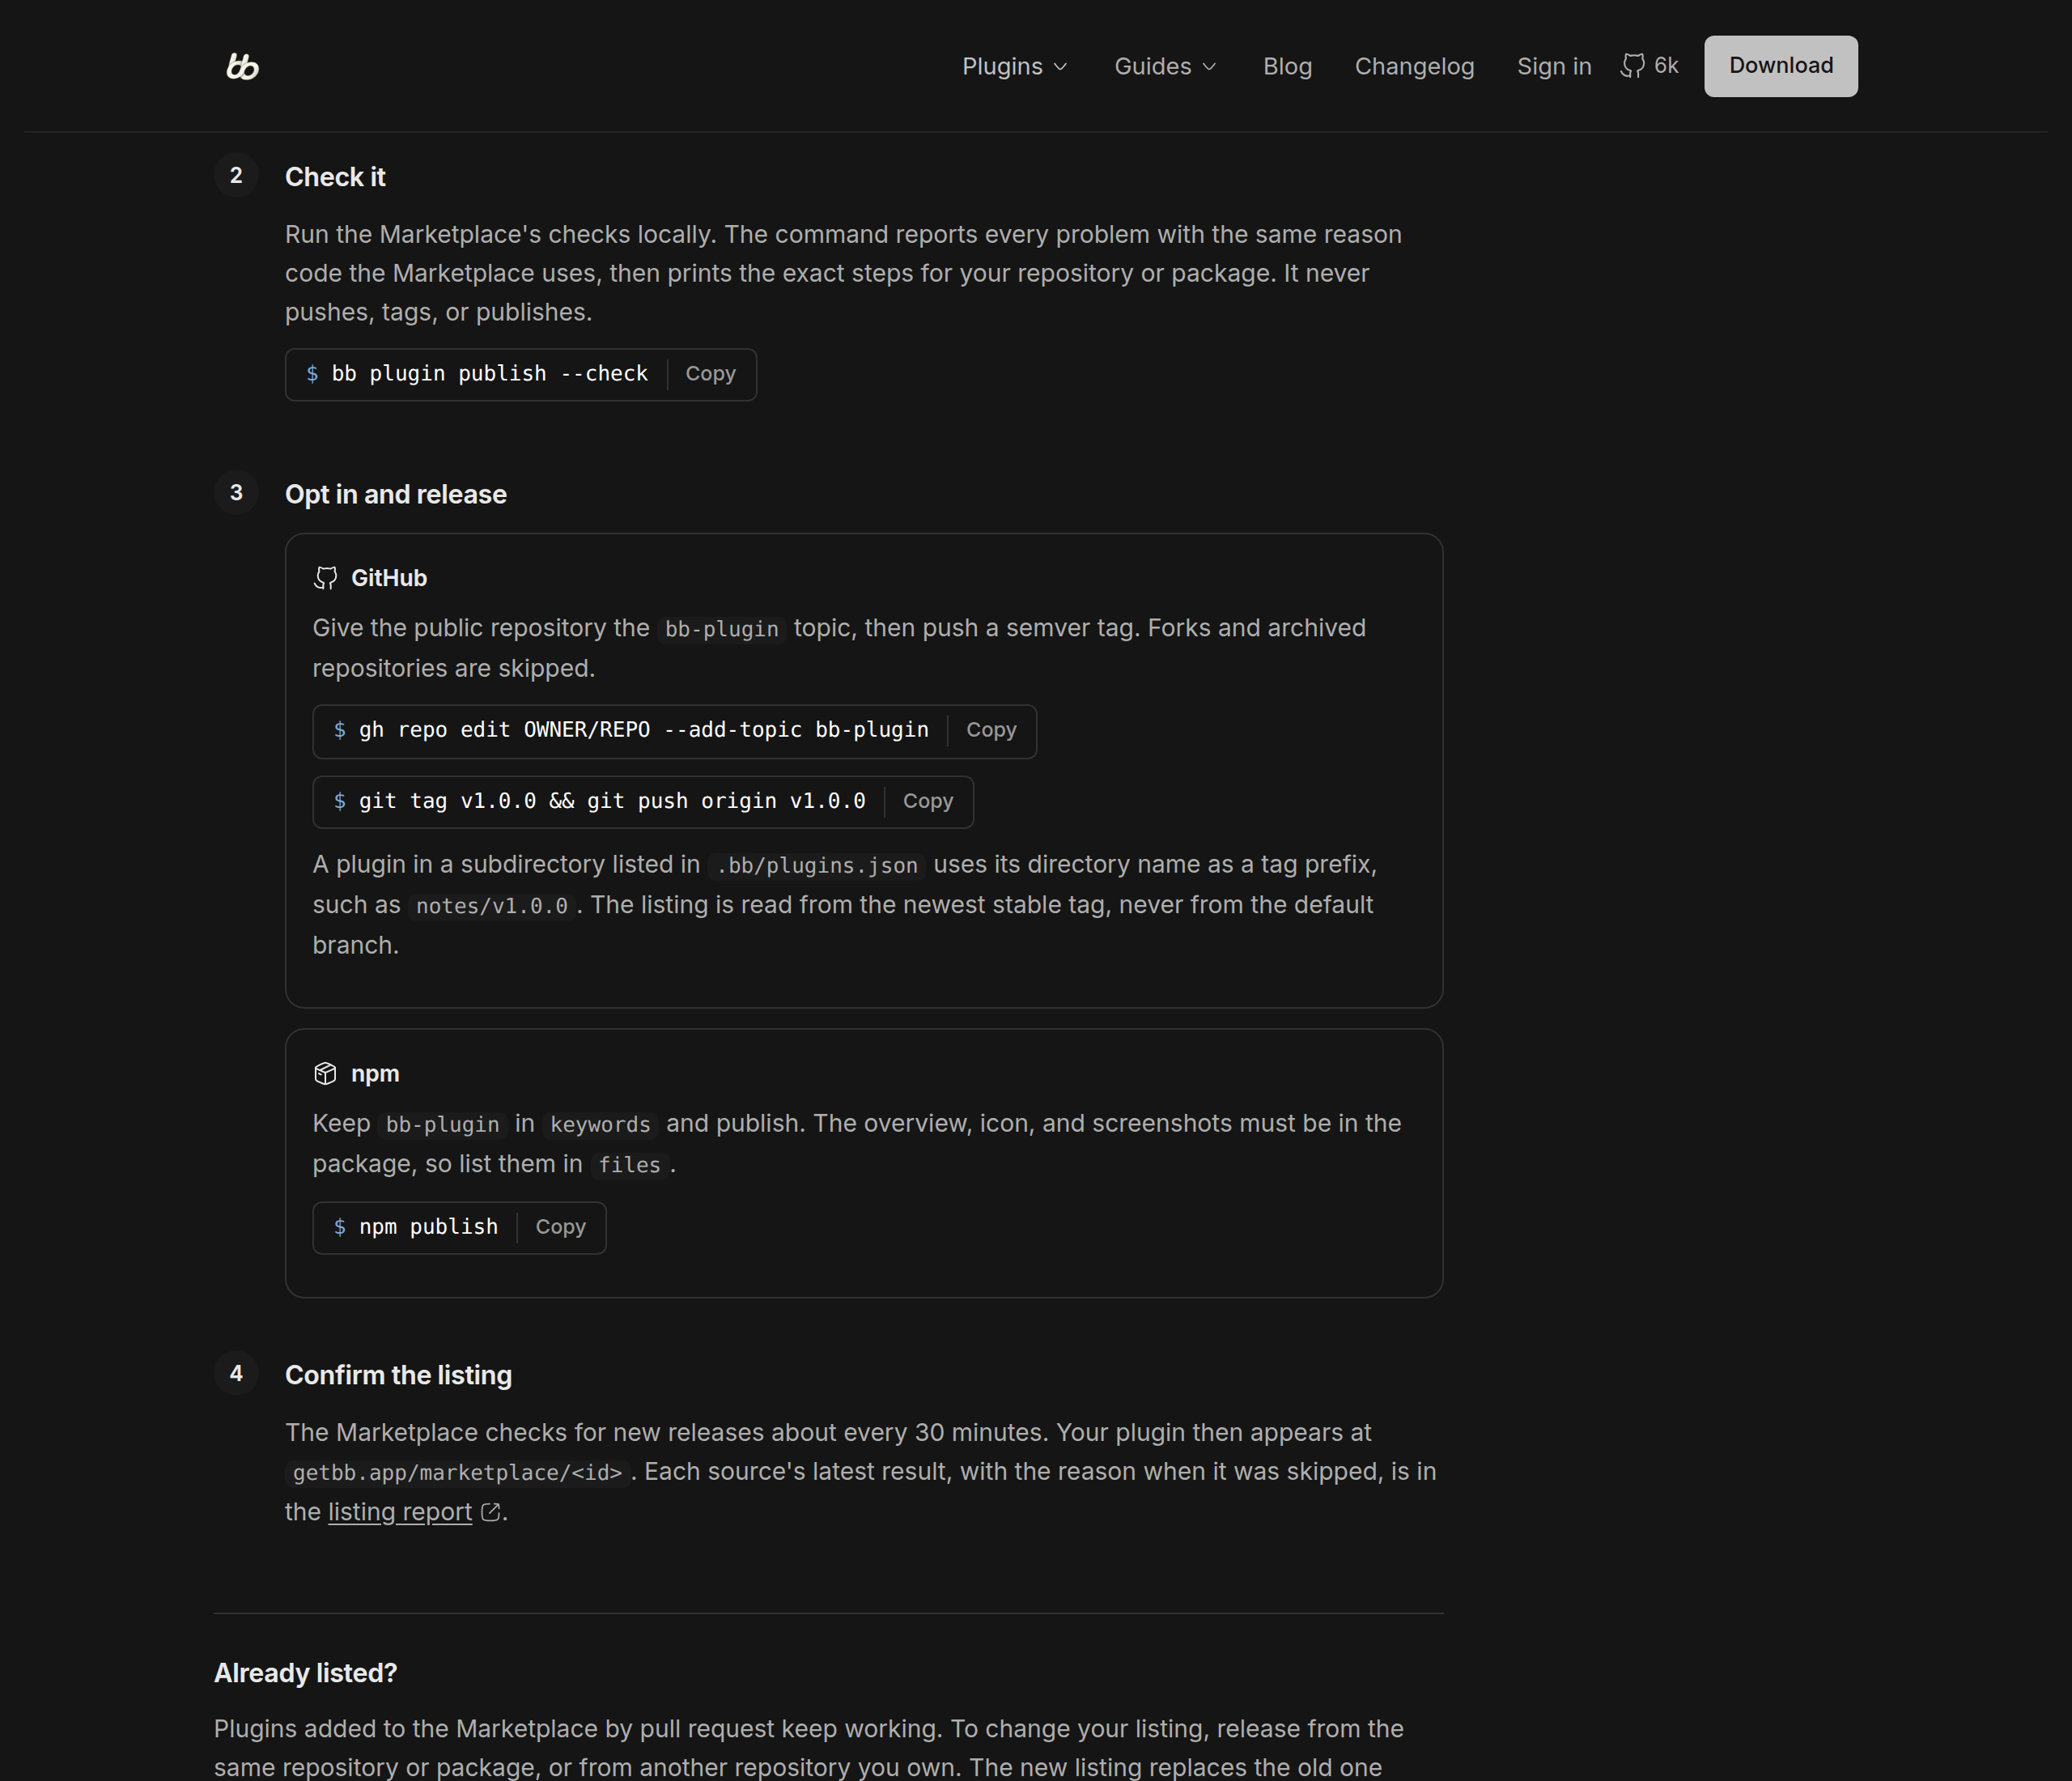 bb
Plugins
Guides
Blog
Changelog
Sign in
6k
Download
2
Check it
Run the Marketplace's checks locally. The command reports every problem with the same reason
code the Marketplace uses, then prints the exact steps for your repository or package. It never
pushes, tags, or publishes.
$ bb plugin publish --check
Copy
3
Opt in and release
GitHub
Give the public repository the bb-plugin topic, then push a semver tag. Forks and archived
repositories are skipped.
$ gh repo edit OWNER/REPO --add-topic bb-plugin
Copy
$ git tag v1.0.0 && git push origin v1.0.0
Copy
A plugin in a subdirectory listed in .bb/plugins.json uses its directory name as a tag prefix,
such as notes/v1.0.0. The listing is read from the newest stable tag, never from the default
branch.
npm
Keep bb-plugin in keywords and publish. The overview, icon, and screenshots must be in the
package, so list them in files.
$ npm publish
Copy
4
Confirm the listing
The Marketplace checks for new releases about every 30 minutes. Your plugin then appears at
getbb.app/marketplace/<id>. Each source's latest result, with the reason when it was skipped, is in
the listing report.
Already listed?
Plugins added to the Marketplace by pull request keep working. To change your listing, release from the
same repository or package, or from another repository you own. The new listing replaces the old one